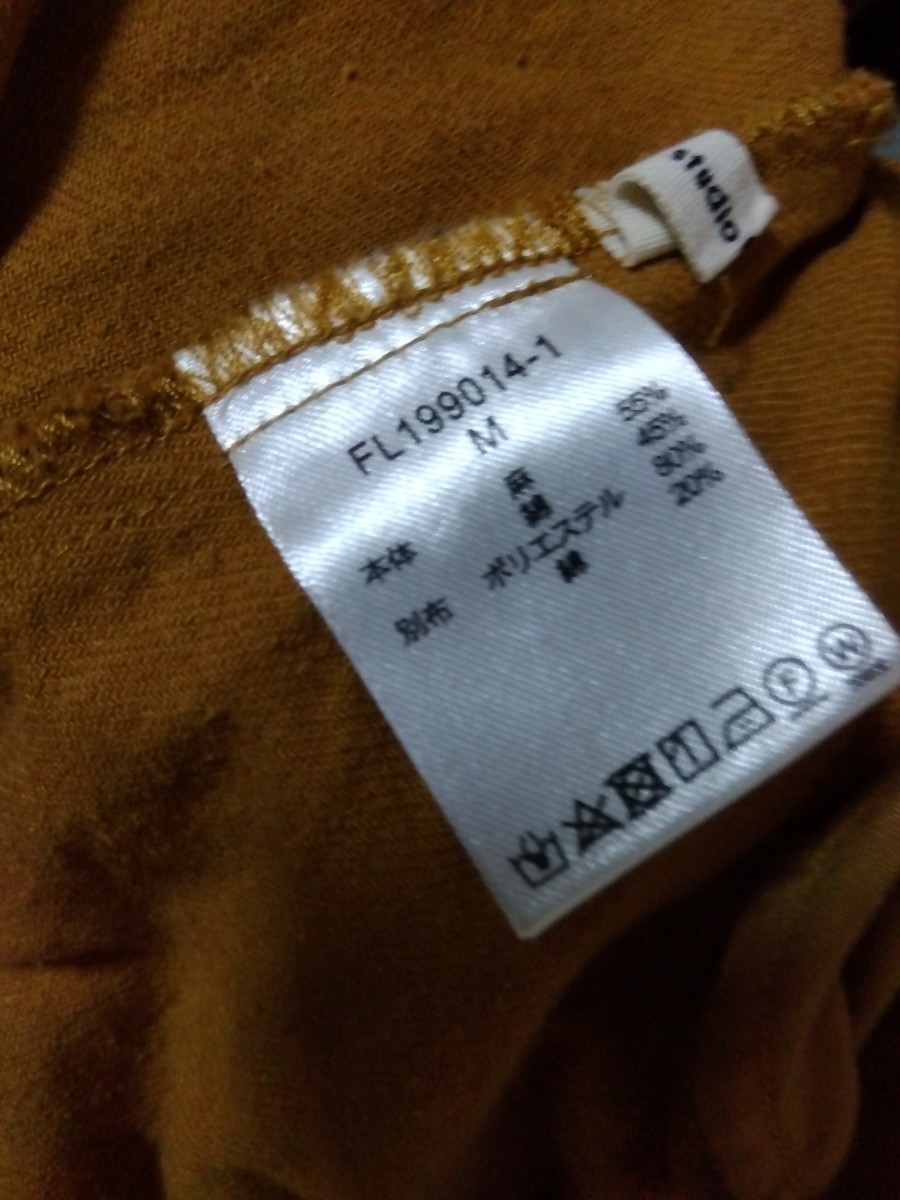 studio
FL199014-1
M
本体 麻 55%
綿 45%
別布 ポリエステル 80%
綿 20%
F
W